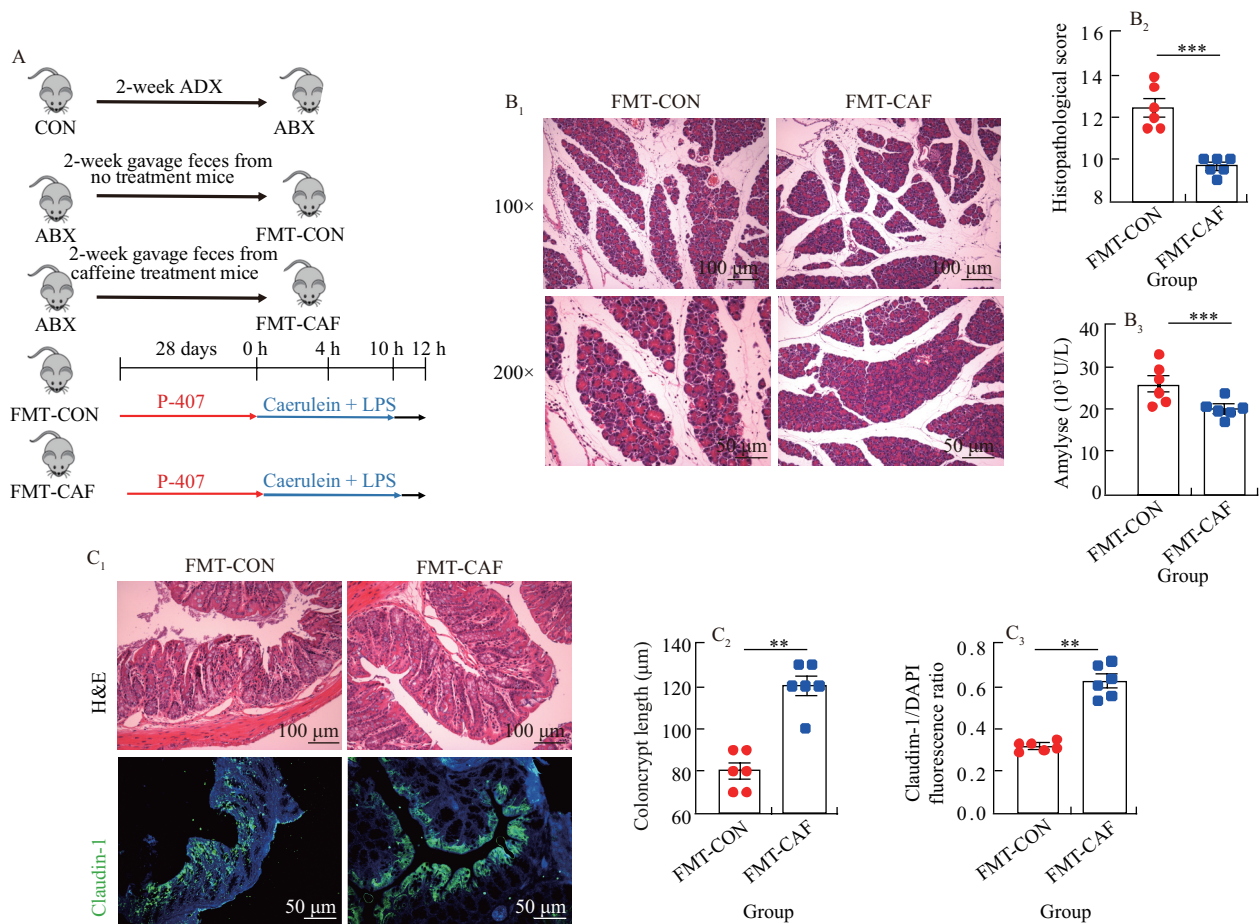 A
2-week ADX
CON
ABX
2-week gavage feces from
no treatment mice
ABX
FMT-CON
2-week gavage feces from
caffeine treatment mice
ABX
FMT-CAF
28 days
0 h
4 h
10 h
12 h
FMT-CON
P-407
Caerulein + LPS
FMT-CAF
P-407
Caerulein + LPS
B₁
FMT-CON
FMT-CAF
100×
100 μm
100 μm
200×
50 μm
50 μm
B₂
Histopathological score
16
14
12
10
8
***
FMT-CON
FMT-CAF
Group
B₃
Amylyse (10³ U/L)
40
30
20
10
0
***
FMT-CON
FMT-CAF
Group
C₁
FMT-CON
FMT-CAF
H&E
100 μm
100 μm
Claudin-1
50 μm
50 μm
C₂
Coloncrypt length (μm)
140
120
100
80
60
**
FMT-CON
FMT-CAF
Group
C₃
Claudim-1/DAPI
fluorescence ratio
0.8
0.6
0.4
0.2
0.0
**
FMT-CON
FMT-CAF
Group